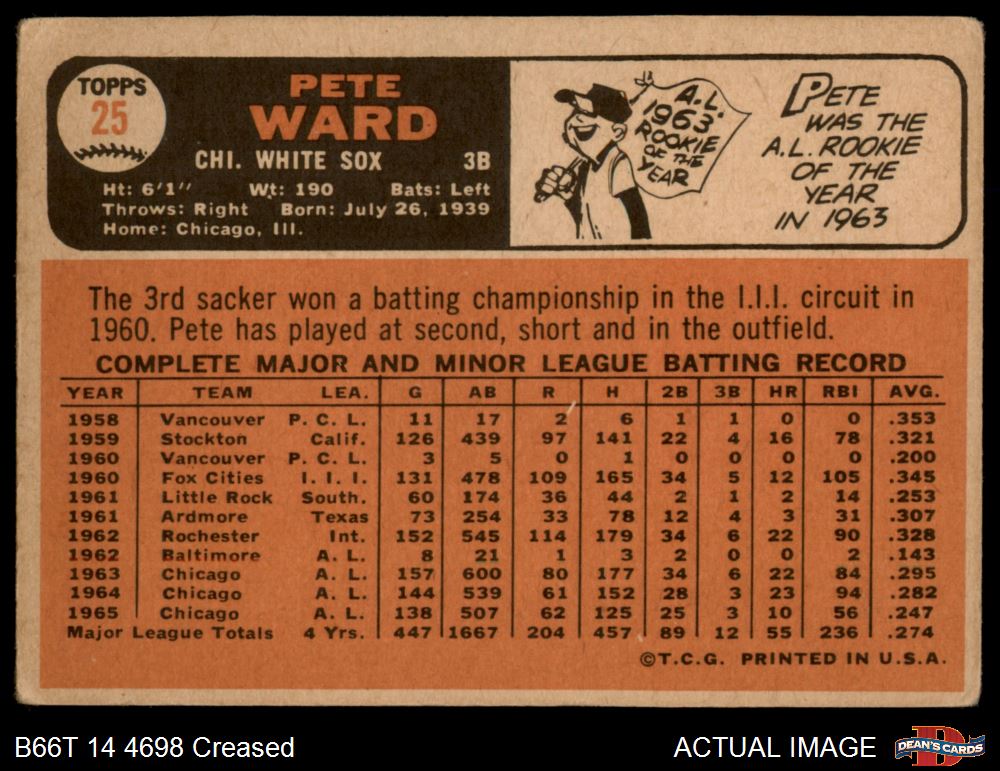 TOPPS
25
PETE
WARD
CHI. WHITE SOX 3B
Ht: 6'1" Wt: 190 Bats: Left
Throws: Right Born: July 26, 1939
Home: Chicago, Ill.
A.L.
1963
ROOKIE
OF THE
YEAR
PETE
WAS THE
A.L. ROOKIE
OF THE
YEAR
IN 1963
The 3rd sacker won a batting championship in the I.I.I. circuit in
1960. Pete has played at second, short and in the outfield.
COMPLETE MAJOR AND MINOR LEAGUE BATTING RECORD
YEAR TEAM LEA. G AB R H 2B 3B HR RBI AVG.
1958 Vancouver P. C. L. 11 17 2 6 1 1 0 0 .353
1959 Stockton Calif. 126 439 97 141 22 4 16 78 .321
1960 Vancouver P. C. L. 3 5 0 1 0 0 0 0 .200
1960 Fox Cities I. I. I. 131 478 109 165 34 5 12 105 .345
1961 Little Rock South. 60 174 36 44 2 1 2 14 .253
1961 Ardmore Texas 73 254 33 78 12 4 3 31 .307
1962 Rochester Int. 152 545 114 179 34 6 22 90 .328
1962 Baltimore A. L. 8 21 1 3 2 0 0 2 .143
1963 Chicago A. L. 157 600 80 177 34 6 22 84 .295
1964 Chicago A. L. 144 539 61 152 28 3 23 94 .282
1965 Chicago A. L. 138 507 62 125 25 3 10 56 .247
Major League Totals 4 Yrs. 447 1667 204 457 89 12 55 236 .274
©T.C.G. PRINTED IN U.S.A.
B66T 14 4698 Creased
ACTUAL IMAGE
D
DEAN'S CARDS